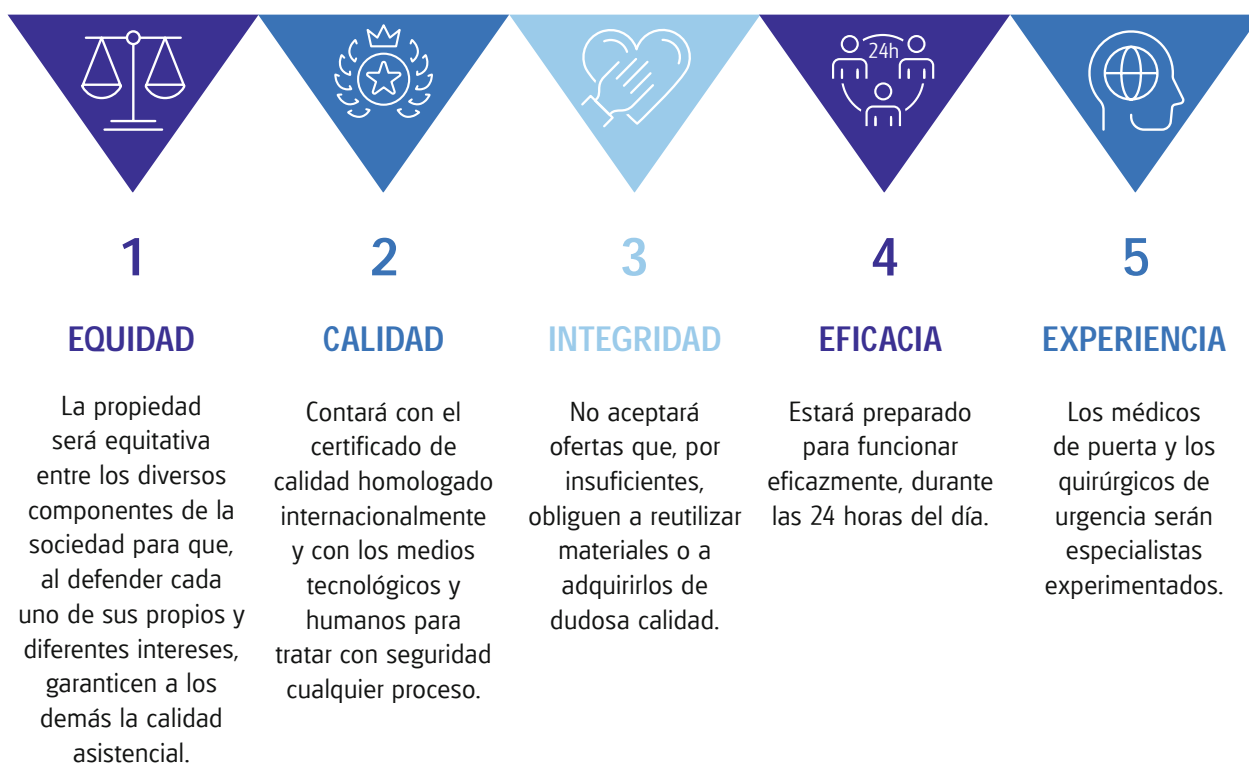 24h
1
EQUIDAD
La propiedad
será equitativa
entre los diversos
componentes de la
sociedad para que,
al defender cada
uno de sus propios y
diferentes intereses,
garanticen a los
demás la calidad
asistencial.
2
CALIDAD
Contará con el
certificado de
calidad homologado
internacionalmente
y con los medios
tecnológicos y
humanos para
tratar con seguridad
cualquier proceso.
3
INTEGRIDAD
No aceptará
ofertas que, por
insuficientes,
obliguen a reutilizar
materiales o a
adquirirlos de
dudosa calidad.
4
EFICACIA
Estará preparado
para funcionar
eficazmente, durante
las 24 horas del día.
5
EXPERIENCIA
Los médicos
de puerta y los
quirúrgicos de
urgencia serán
especialistas
experimentados.